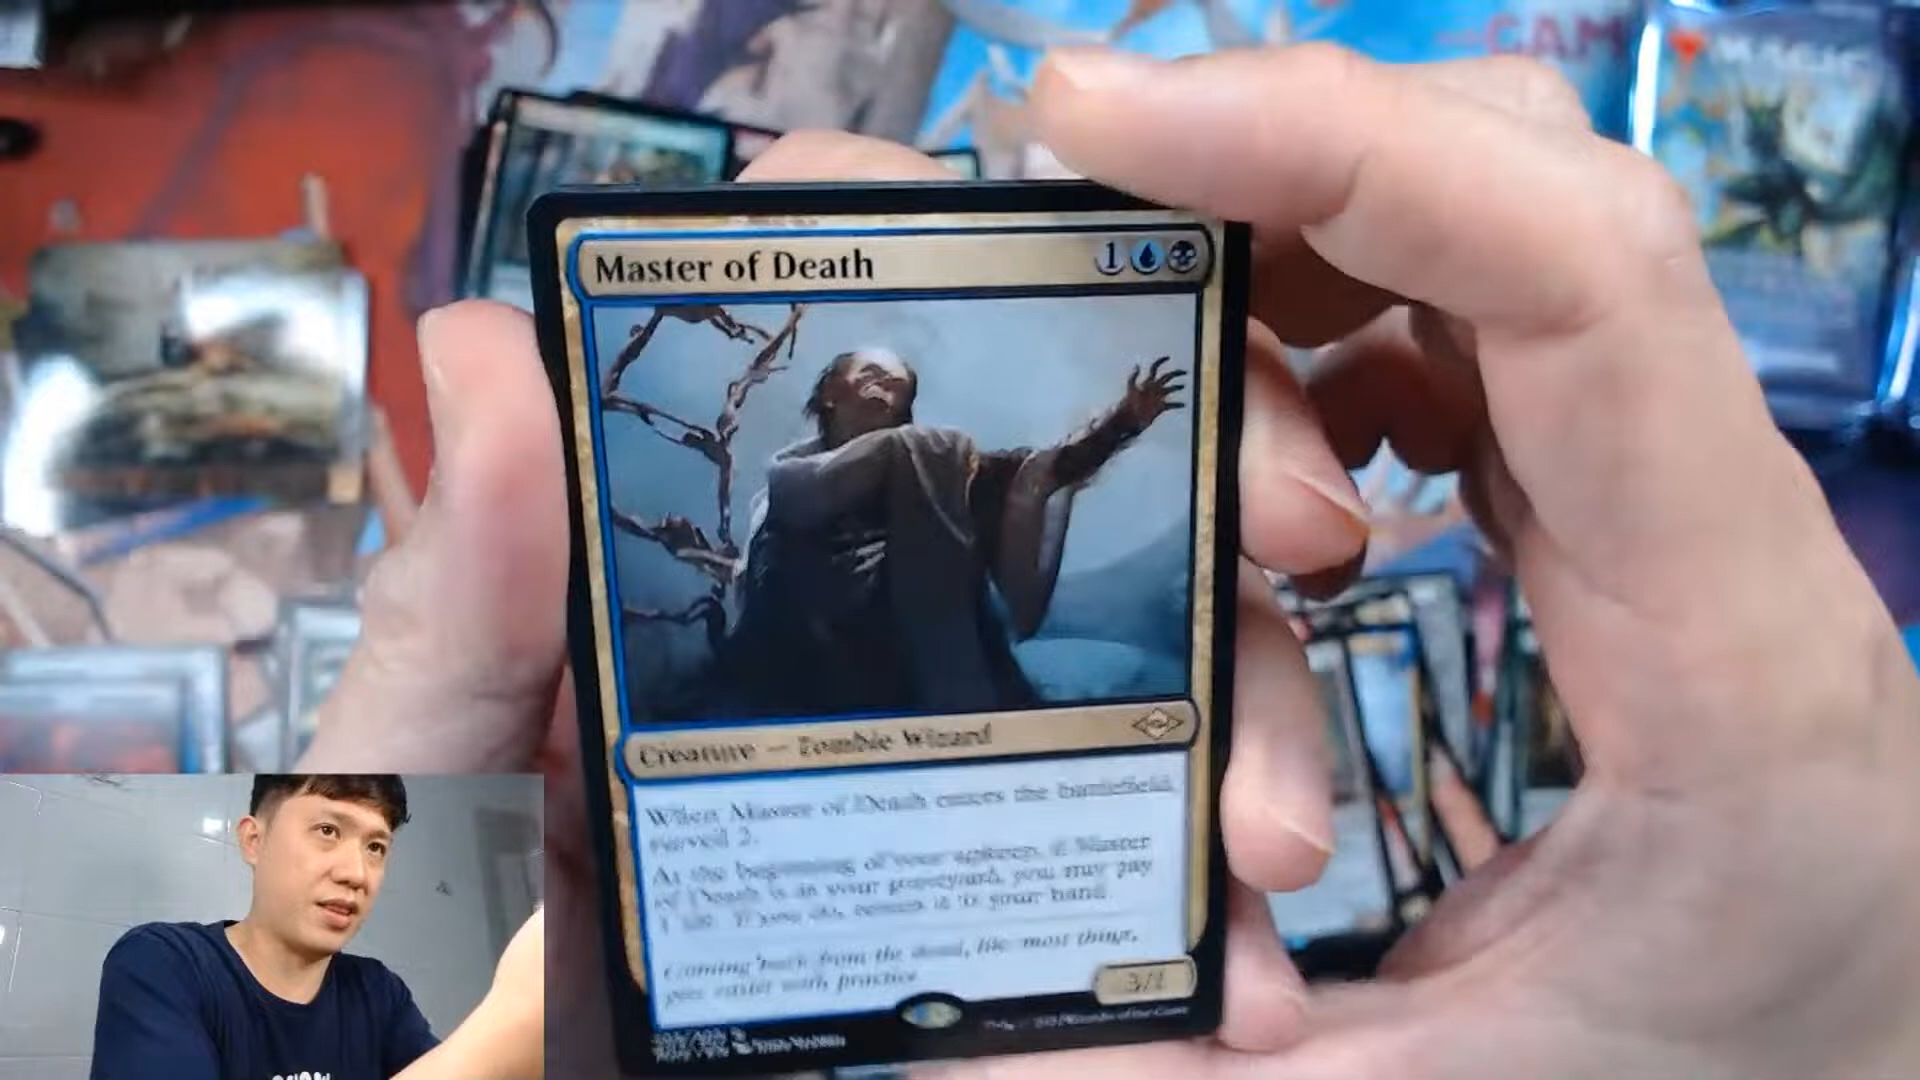 GAM
MAGIC
Master of Death
1
Creature — Zombie Wizard
When Master of Death enters the battlefield,
surveil 2.
At the beginning of your upkeep, if Master
of Death is in your graveyard, you may pay
1 life. If you do, return it to your hand.
Coming back from the dead, like most things,
gets easier with practice.
3/1